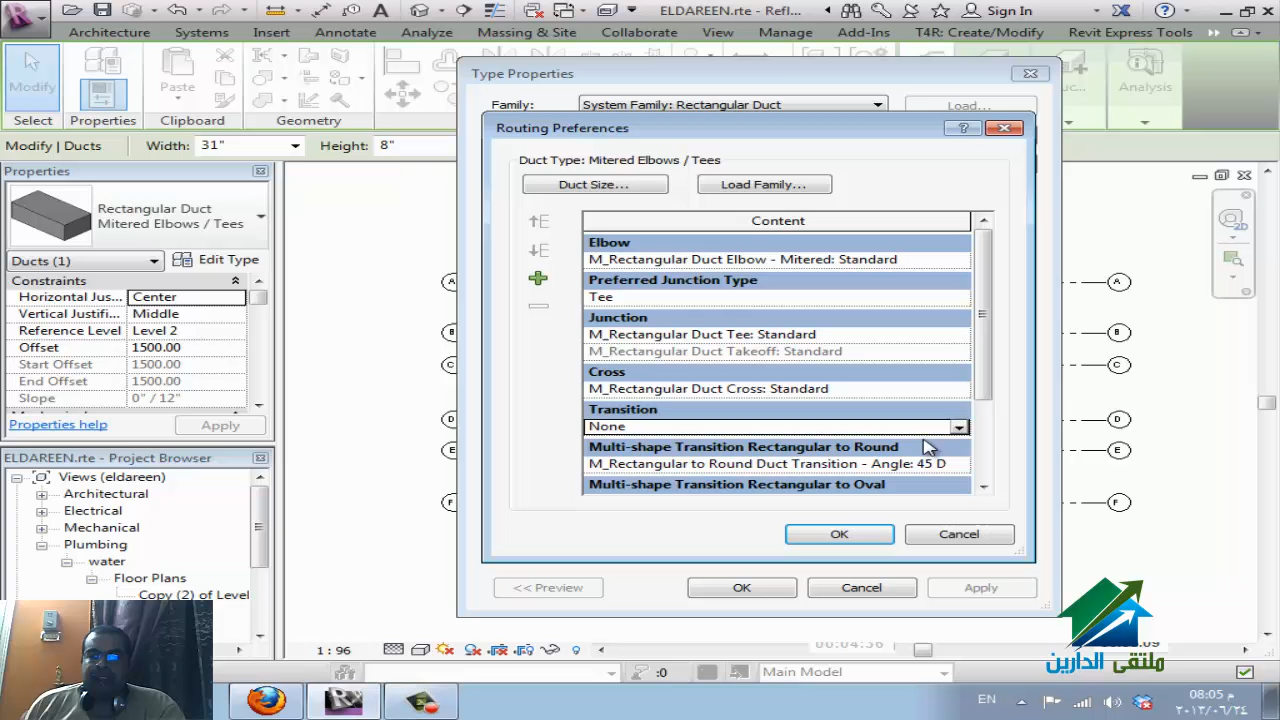 ELDAREEN.rte - Refl...
Sign In
Architecture
Systems
Insert
Annotate
Analyze
Massing & Site
Collaborate
View
Manage
Add-Ins
T4R: Create/Modify
Revit Express Tools
Modify
Paste
Analysis
Select
Properties
Clipboard
Geometry
Modify | Ducts
Width:
31"
Height:
8"
Properties
Rectangular Duct
Mitered Elbows / Tees
Ducts (1)
Edit Type
Constraints
Horizontal Jus...
Center
Vertical Justifi...
Middle
Reference Level
Level 2
Offset
1500.00
Start Offset
1500.00
End Offset
1500.00
Slope
0" / 12"
Properties help
Apply
ELDAREEN.rte - Project Browser
Views (eldareen)
Architectural
Electrical
Mechanical
Plumbing
water
Floor Plans
Copy (2) of Level
Type Properties
Family:
System Family: Rectangular Duct
Load...
Routing Preferences
Duct Type: Mitered Elbows / Tees
Duct Size...
Load Family...
Content
Elbow
M_Rectangular Duct Elbow - Mitered: Standard
Preferred Junction Type
Tee
Junction
M_Rectangular Duct Tee: Standard
M_Rectangular Duct Takeoff: Standard
Cross
M_Rectangular Duct Cross: Standard
Transition
None
Multi-shape Transition Rectangular to Round
M_Rectangular to Round Duct Transition - Angle: 45 D
Multi-shape Transition Rectangular to Oval
OK
Cancel
<< Preview
OK
Cancel
Apply
A
B
C
D
E
F
2D
ملتقى الدارين
1 : 96
:0
Main Model
EN
08:05 م
٢٠١٣/٠٦/٢٤